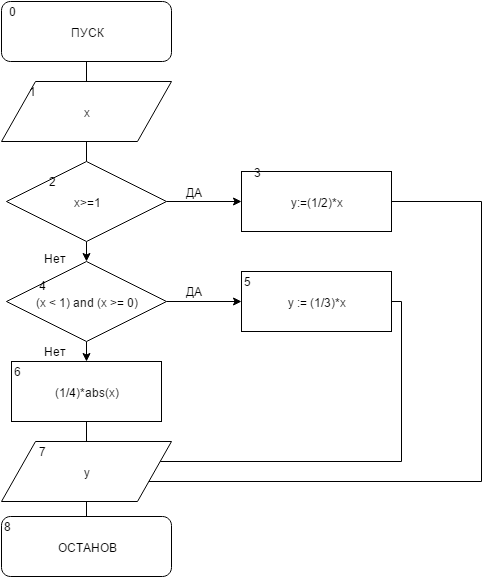 0
ПУСК
1
x
2
x>=1
ДА
3
y:=(1/2)*x
Нет
4
(x < 1) and (x >= 0)
ДА
5
y := (1/3)*x
Нет
6
(1/4)*abs(x)
7
y
8
ОСТАНОВ